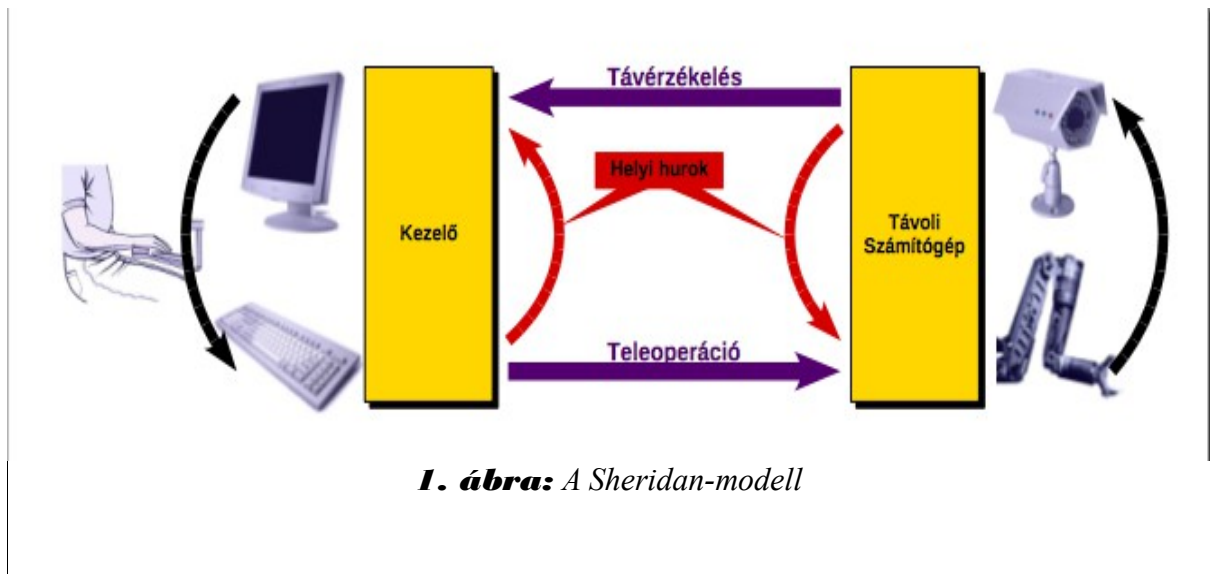 Távérzékelés
Helyi hurok
Kezelő
Távoli
Számítógép
Teleoperáció
1. ábra: A Sheridan-modell